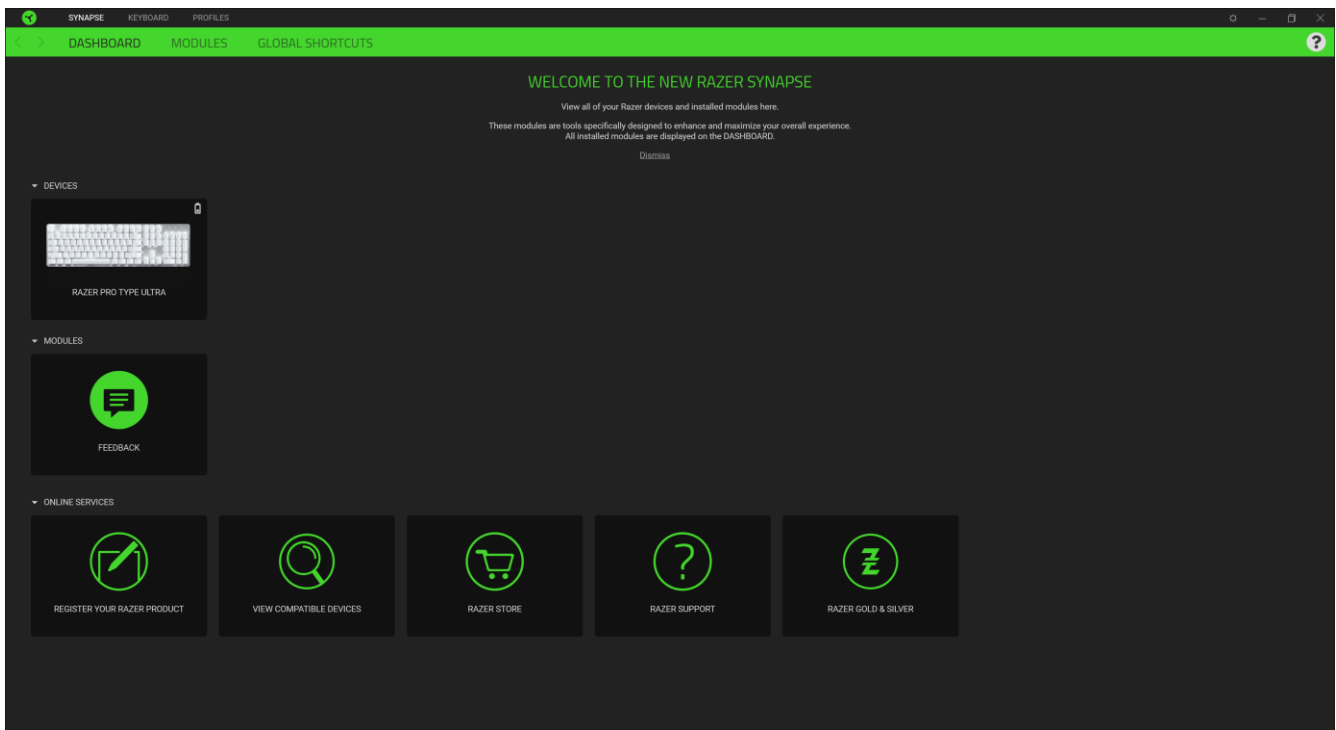 SYNAPSE KEYBOARD PROFILES
DASHBOARD MODULES GLOBAL SHORTCUTS
?
WELCOME TO THE NEW RAZER SYNAPSE
View all of your Razer devices and installed modules here.
These modules are tools specifically designed to enhance and maximize your overall experience.
All installed modules are displayed on the DASHBOARD.
Dismiss
DEVICES
RAZER PRO TYPE ULTRA
MODULES
FEEDBACK
ONLINE SERVICES
REGISTER YOUR RAZER PRODUCT VIEW COMPATIBLE DEVICES RAZER STORE RAZER SUPPORT RAZER GOLD & SILVER